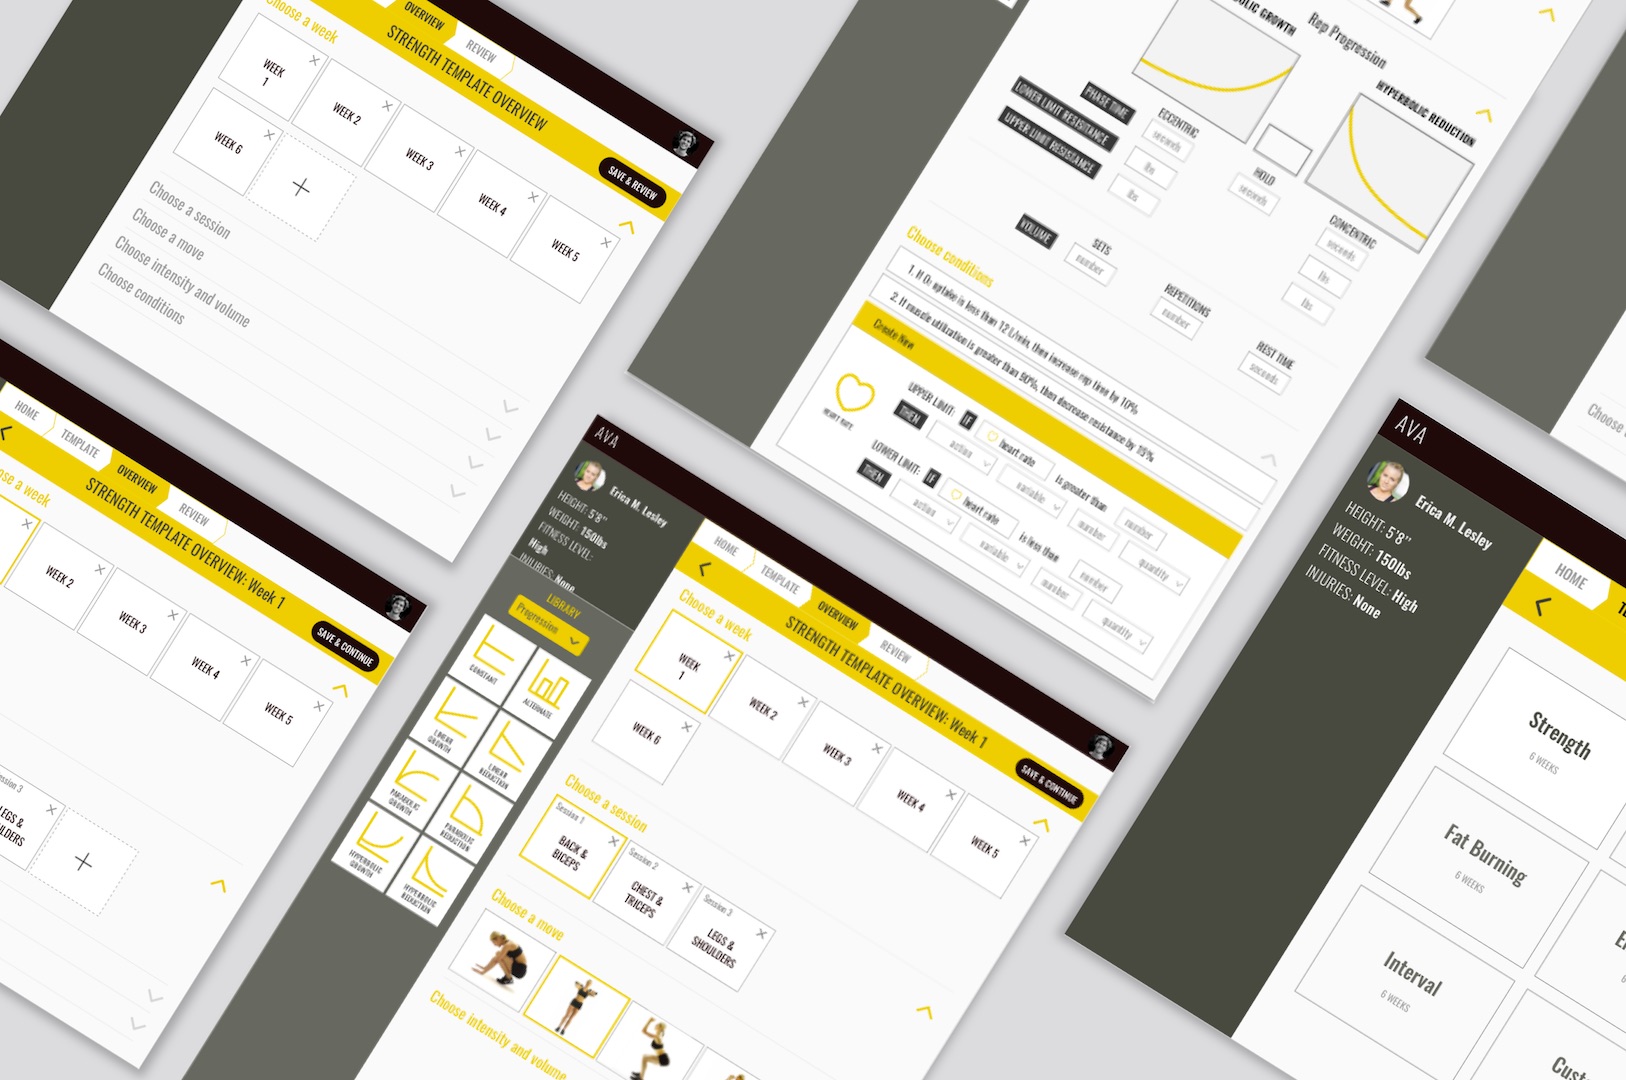 Choose a week
OVERVIEW
REVIEW
STRENGTH TEMPLATE OVERVIEW
SAVE & REVIEW
WEEK
1
WEEK 2
WEEK 3
WEEK 4
WEEK 5
WEEK 6
Choose a session
Choose a move
Choose intensity and volume
Choose conditions
HOME
TEMPLATE
OVERVIEW
REVIEW
STRENGTH TEMPLATE OVERVIEW: Week 1
SAVE & CONTINUE
WEEK 2
WEEK 3
WEEK 4
WEEK 5
LEGS &
AVA
Erica M. Lesley
HEIGHT: 5'8"
WEIGHT: 150lbs
FITNESS LEVEL:
High
INJURIES: None
LIBRARY
Progression
CONSTANT
ALTERNATE
LINEAR
GROWTH
LINEAR
REDUCTION
PARABOLIC
GROWTH
PARABOLIC
REDUCTION
HYPERBOLIC
GROWTH
HYPERBOLIC
REDUCTION
HOME
TEMPLATE
OVERVIEW
REVIEW
STRENGTH TEMPLATE OVERVIEW: Week 1
SAVE & CONTINUE
Choose a week
WEEK
1
WEEK 2
WEEK 3
WEEK 4
WEEK 5
WEEK 6
Choose a session
Session 1
BACK &
BICEPS
Session 2
CHEST &
TRICEPS
Session 3
LEGS &
SHOULDERS
Choose a move
Choose intensity and volume
Rep Progression
GROWTH
HYPERBOLIC REDUCTION
PHASE TIME
LOWER LIMIT RESISTANCE
UPPER LIMIT RESISTANCE
ECCENTRIC
seconds
lbs
lbs
HOLD
seconds
CONCENTRIC
seconds
lbs
lbs
VOLUME
SETS
number
REPETITIONS
number
REST TIME
seconds
Choose conditions
1. If O₂ uptake is less than 12 L/min, then increase rep time by 10%
2. If muscle utilization is greater than 90%, then decrease resistance by 15%
Create New
HEART RATE
UPPER LIMIT: IF heart rate is greater than number
THEN action variable number quantity
LOWER LIMIT: IF heart rate is less than number
THEN action variable number quantity
AVA
Erica M. Lesley
HEIGHT: 5'8"
WEIGHT: 150lbs
FITNESS LEVEL: High
INJURIES: None
HOME
Strength
6 WEEKS
Fat Burning
6 WEEKS
Interval
6 WEEKS
Choose